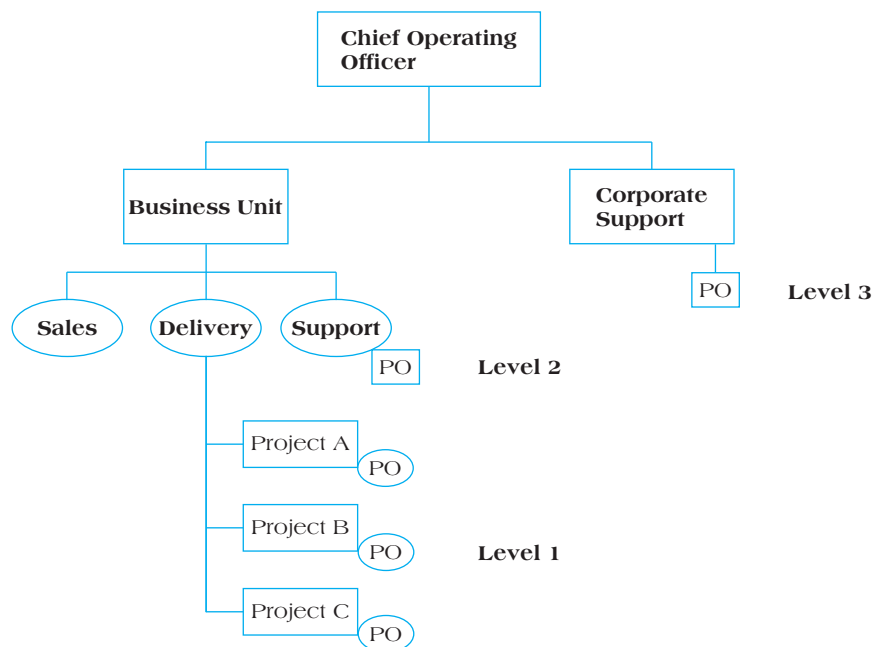 Chief Operating
Officer
Business Unit
Corporate
Support
PO
Level 3
Sales
Delivery
Support
PO
Level 2
Project A
PO
Project B
PO
Level 1
Project C
PO